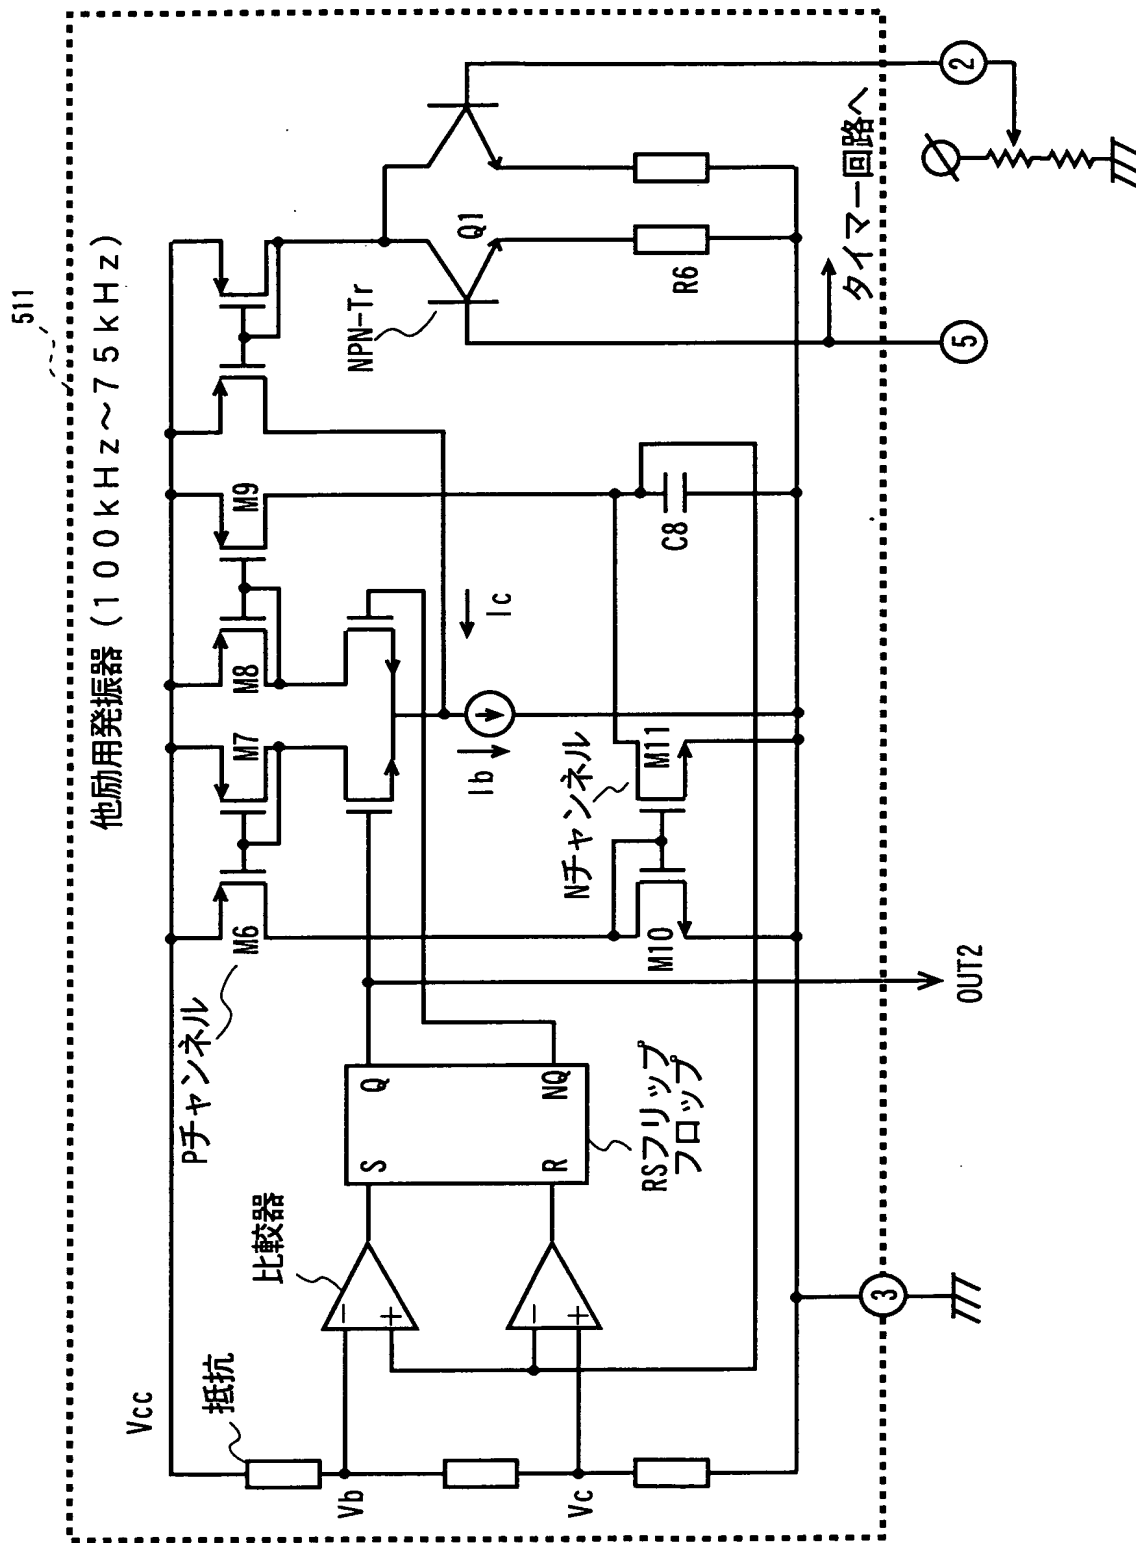 511
他励用発振器(100kHz~75kHz)
Vcc
抵抗
Vb
Vc
比較器
Pチャンネル
M6
M7
M8
M9
S
Q
R
NQ
RSフリップ
フロップ
Ib
Ic
Nチャンネル
M10
M11
C8
NPN-Tr
Q1
R6
タイマー回路へ
OUT2
3
5
2